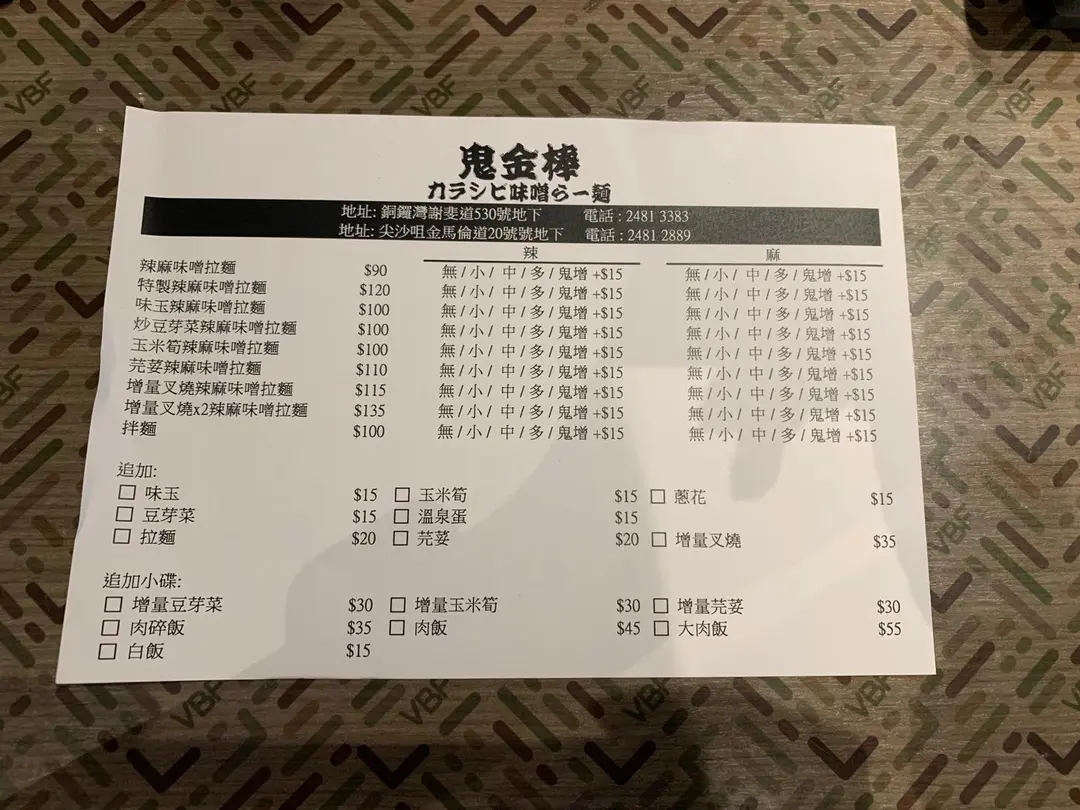 鬼金棒
カラシビ味噌らー麺
地址: 銅鑼灣謝斐道530號地下 電話 : 2481 3383
地址: 尖沙咀金馬倫道20號號地下 電話 : 2481 2889
辣 麻
辣麻味噌拉麵 $90 無 / 小 / 中 / 多 / 鬼增 +$15 無 / 小 / 中 / 多 / 鬼增 +$15
特製辣麻味噌拉麵 $120 無 / 小 / 中 / 多 / 鬼增 +$15 無 / 小 / 中 / 多 / 鬼增 +$15
味玉辣麻味噌拉麵 $100 無 / 小 / 中 / 多 / 鬼增 +$15 無 / 小 / 中 / 多 / 鬼增 +$15
炒豆芽菜辣麻味噌拉麵 $100 無 / 小 / 中 / 多 / 鬼增 +$15 無 / 小 / 中 / 多 / 鬼增 +$15
玉米筍辣麻味噌拉麵 $100 無 / 小 / 中 / 多 / 鬼增 +$15 無 / 小 / 中 / 多 / 鬼增 +$15
芫荽辣麻味噌拉麵 $110 無 / 小 / 中 / 多 / 鬼增 +$15 無 / 小 / 中 / 多 / 鬼增 +$15
增量叉燒辣麻味噌拉麵 $115 無 / 小 / 中 / 多 / 鬼增 +$15 無 / 小 / 中 / 多 / 鬼增 +$15
增量叉燒x2辣麻味噌拉麵 $135 無 / 小 / 中 / 多 / 鬼增 +$15 無 / 小 / 中 / 多 / 鬼增 +$15
拌麵 $100 無 / 小 / 中 / 多 / 鬼增 +$15 無 / 小 / 中 / 多 / 鬼增 +$15
追加:
☐ 味玉 $15 ☐ 玉米筍 $15 ☐ 蔥花 $15
☐ 豆芽菜 $15 ☐ 溫泉蛋 $15
☐ 拉麵 $20 ☐ 芫荽 $20 ☐ 增量叉燒 $35
追加小碟:
☐ 增量豆芽菜 $30 ☐ 增量玉米筍 $30 ☐ 增量芫荽 $30
☐ 肉碎飯 $35 ☐ 肉飯 $45 ☐ 大肉飯 $55
☐ 白飯 $15
VBF
VBF
VBF
VBF
VBF
VBF
VBF
VBF
VBF
VBF
VBF